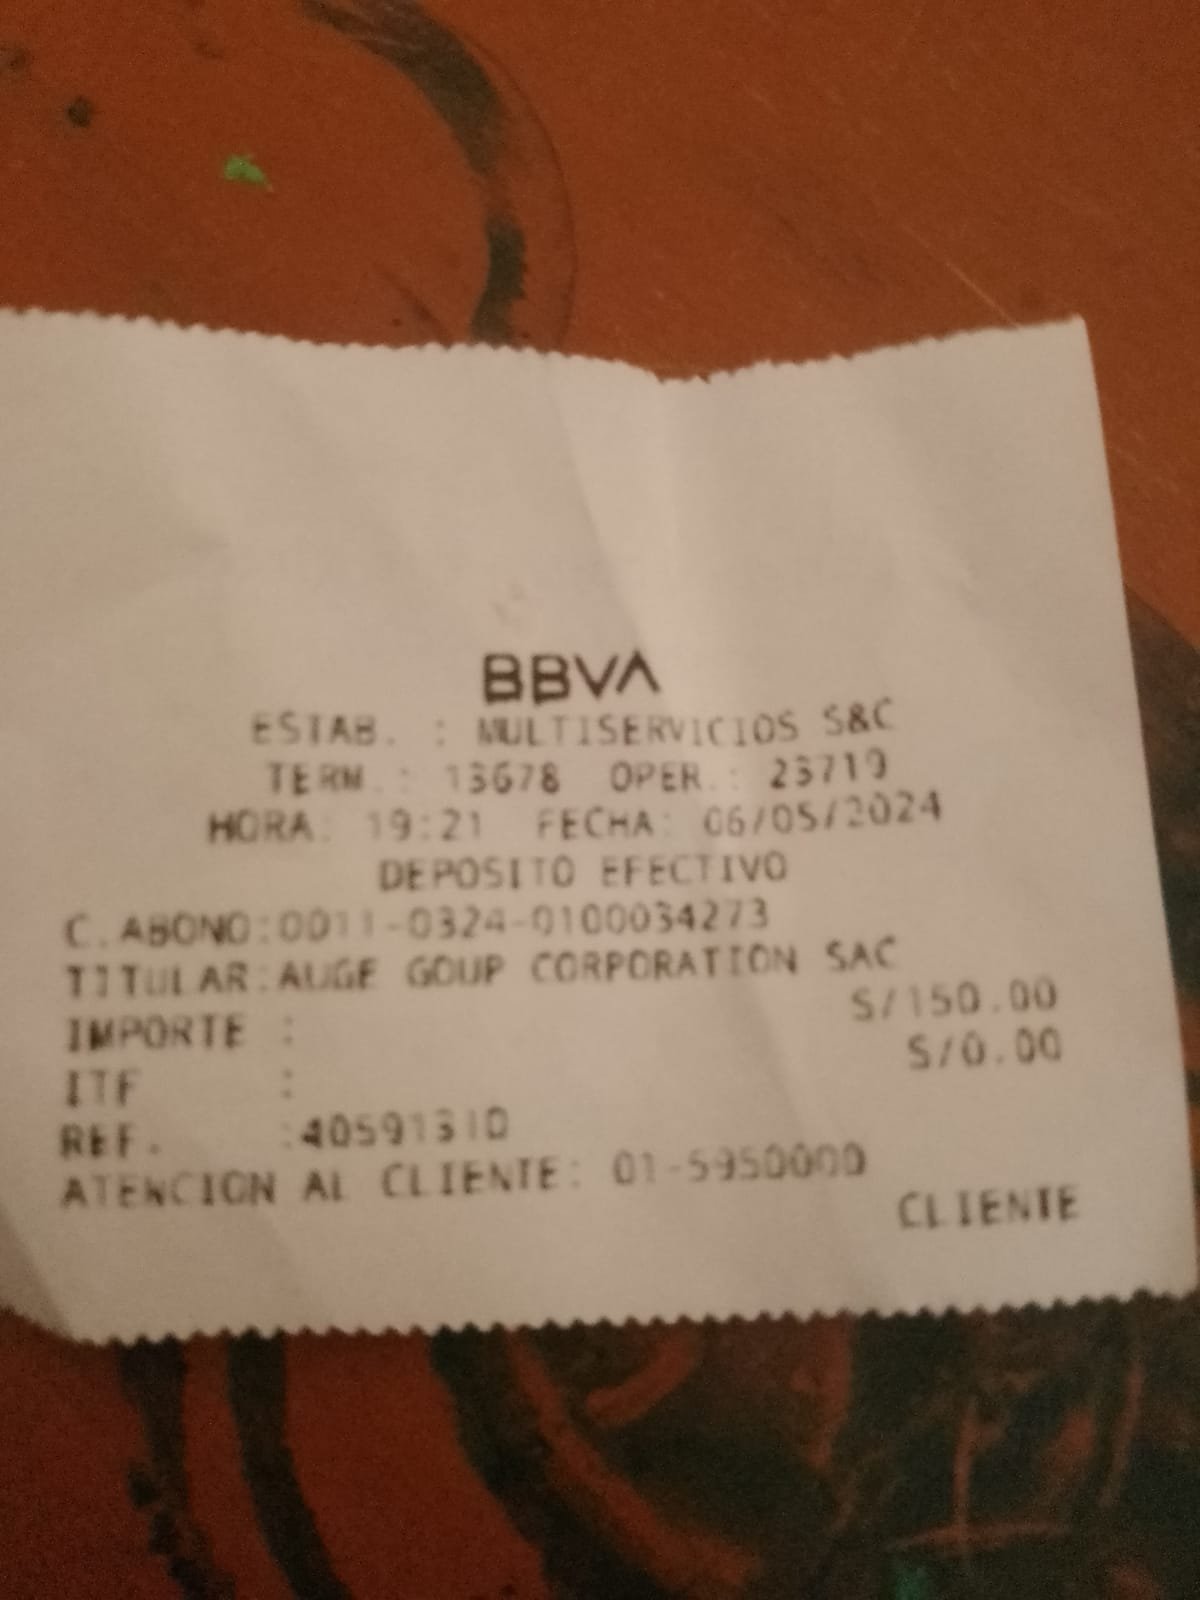 BBVA
ESTAB. : MULTISERVICIOS S&C
TERM.: 13678 OPER.: 23719
HORA: 19:21 FECHA: 06/05/2024
DEPOSITO EFECTIVO
C.ABONO:0011-0324-0100034273
TITULAR:AUGE GOUP CORPORATION SAC
IMPORTE : S/150.00
ITF : S/0.00
REF. :40591310
ATENCION AL CLIENTE: 01-5950000
CLIENTE